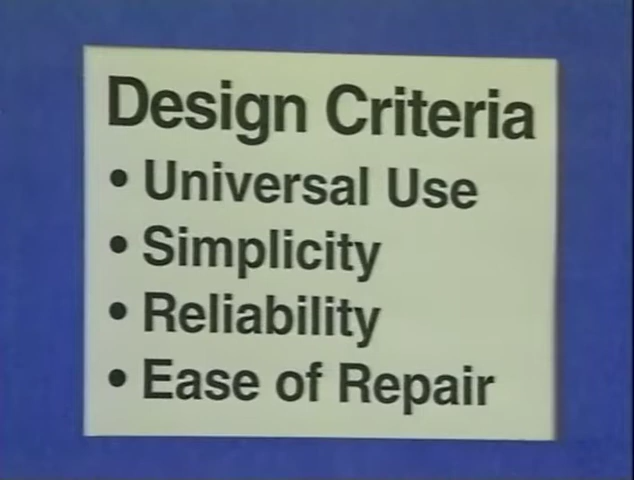 Design Criteria
• Universal Use
• Simplicity
• Reliability
• Ease of Repair